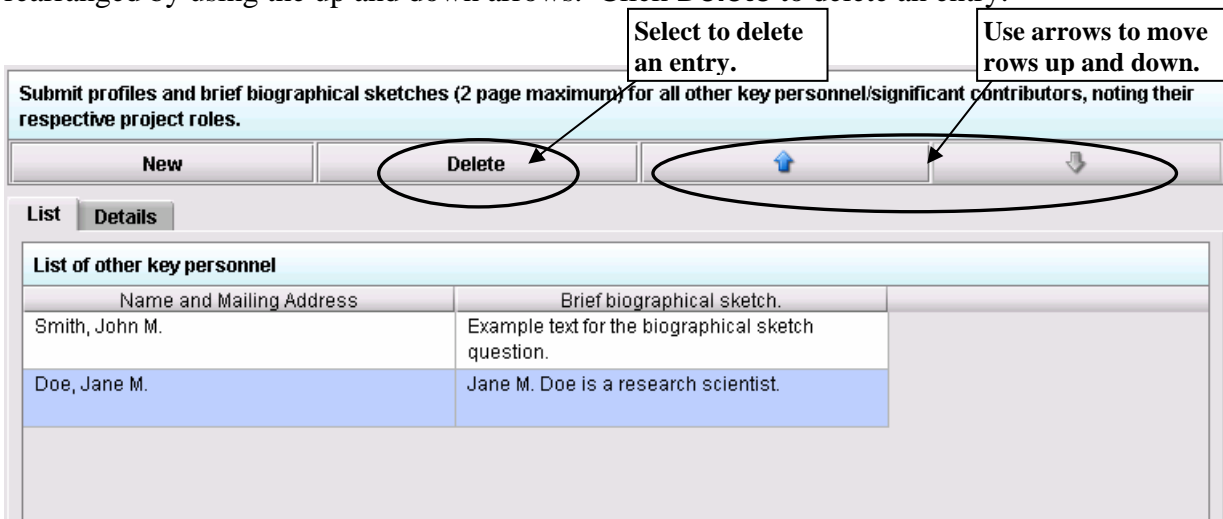 rearranged by using the up and down arrows. Click Delete to delete an entry.
Select to delete
an entry.
Use arrows to move
rows up and down.
Submit profiles and brief biographical sketches (2 page maximum) for all other key personnel/significant contributors, noting their
respective project roles.
New
Delete
List
Details
List of other key personnel
Name and Mailing Address
Brief biographical sketch.
Smith, John M.
Example text for the biographical sketch
question.
Doe, Jane M.
Jane M. Doe is a research scientist.